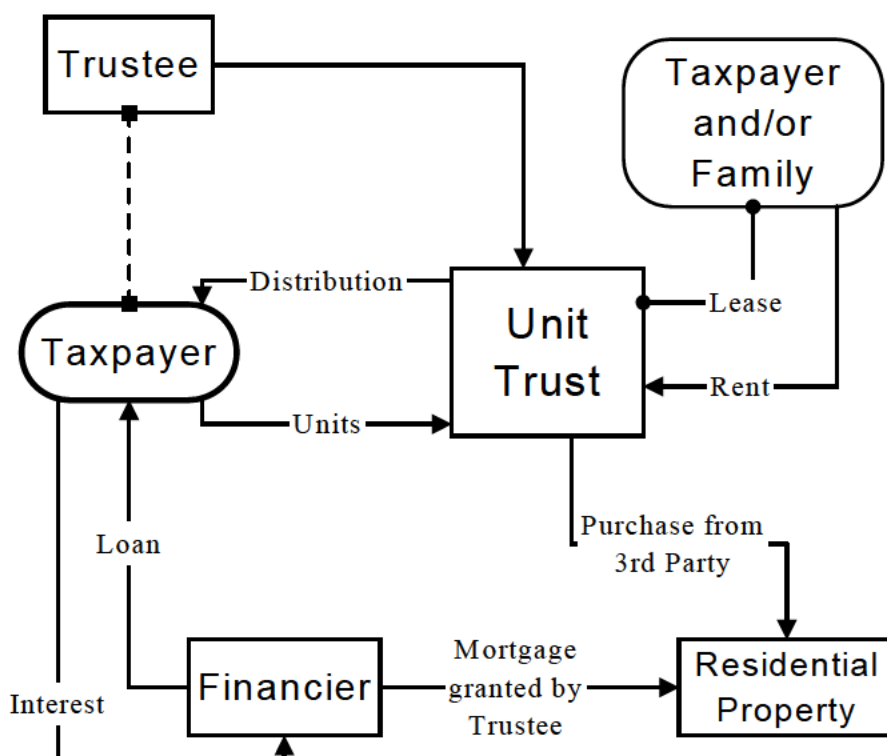 Trustee
Taxpayer
and/or
Family
Distribution
Lease
Unit
Trust
Taxpayer
Rent
Units
Purchase from
3rd Party
Loan
Mortgage
granted by
Trustee
Financier
Residential
Property
Interest